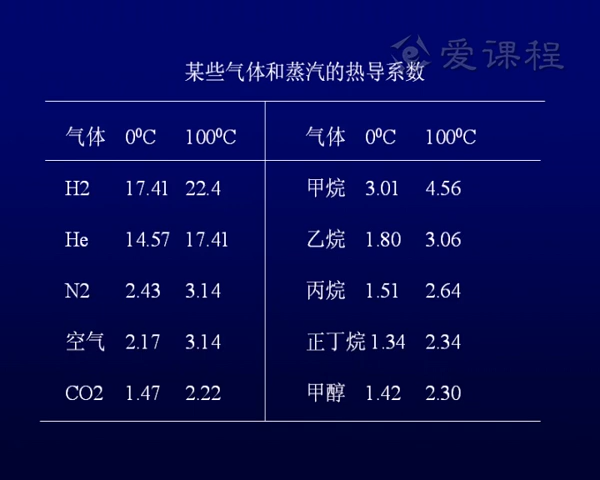 爱课程
某些气体和蒸汽的热导系数
气体 0⁰C 100⁰C 气体 0⁰C 100⁰C
H2 17.41 22.4 甲烷 3.01 4.56
He 14.57 17.41 乙烷 1.80 3.06
N2 2.43 3.14 丙烷 1.51 2.64
空气 2.17 3.14 正丁烷 1.34 2.34
CO2 1.47 2.22 甲醇 1.42 2.30